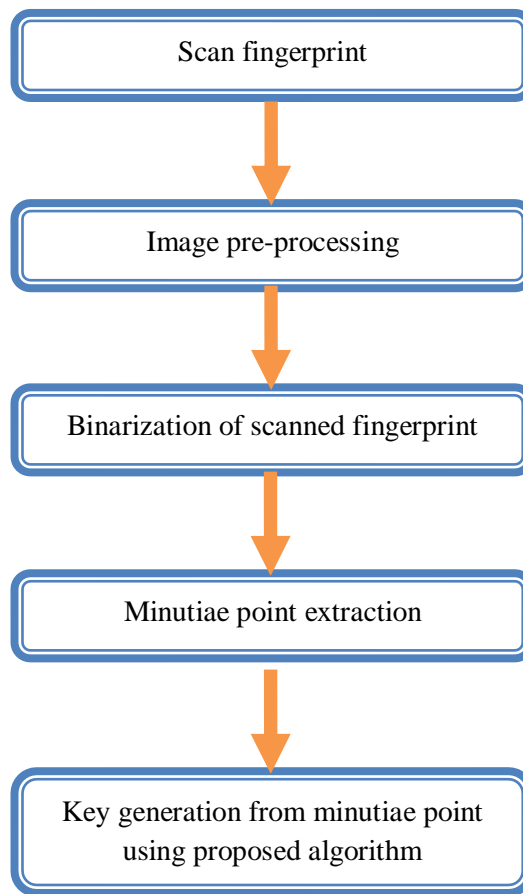 Scan fingerprint
Image pre-processing
Binarization of scanned fingerprint
Minutiae point extraction
Key generation from minutiae point
using proposed algorithm